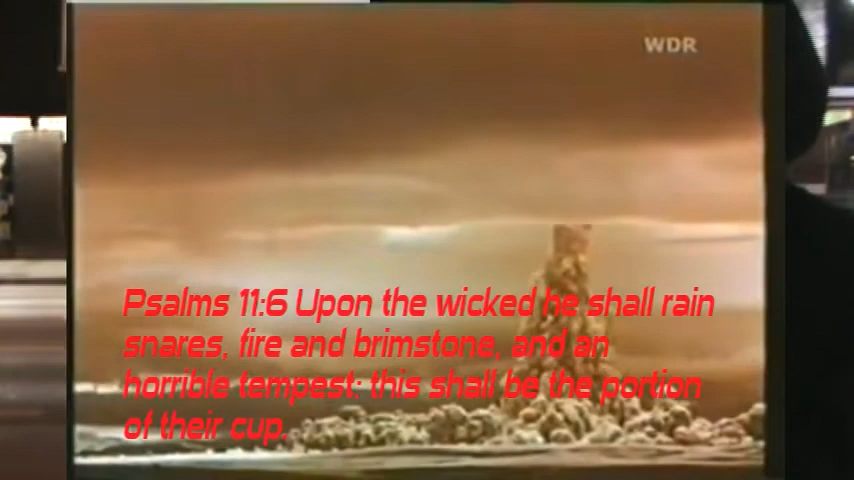 WDR
Psalms 11:6 Upon the wicked he shall rain
snares, fire and brimstone, and an
horrible tempest: this shall be the portion
of their cup.